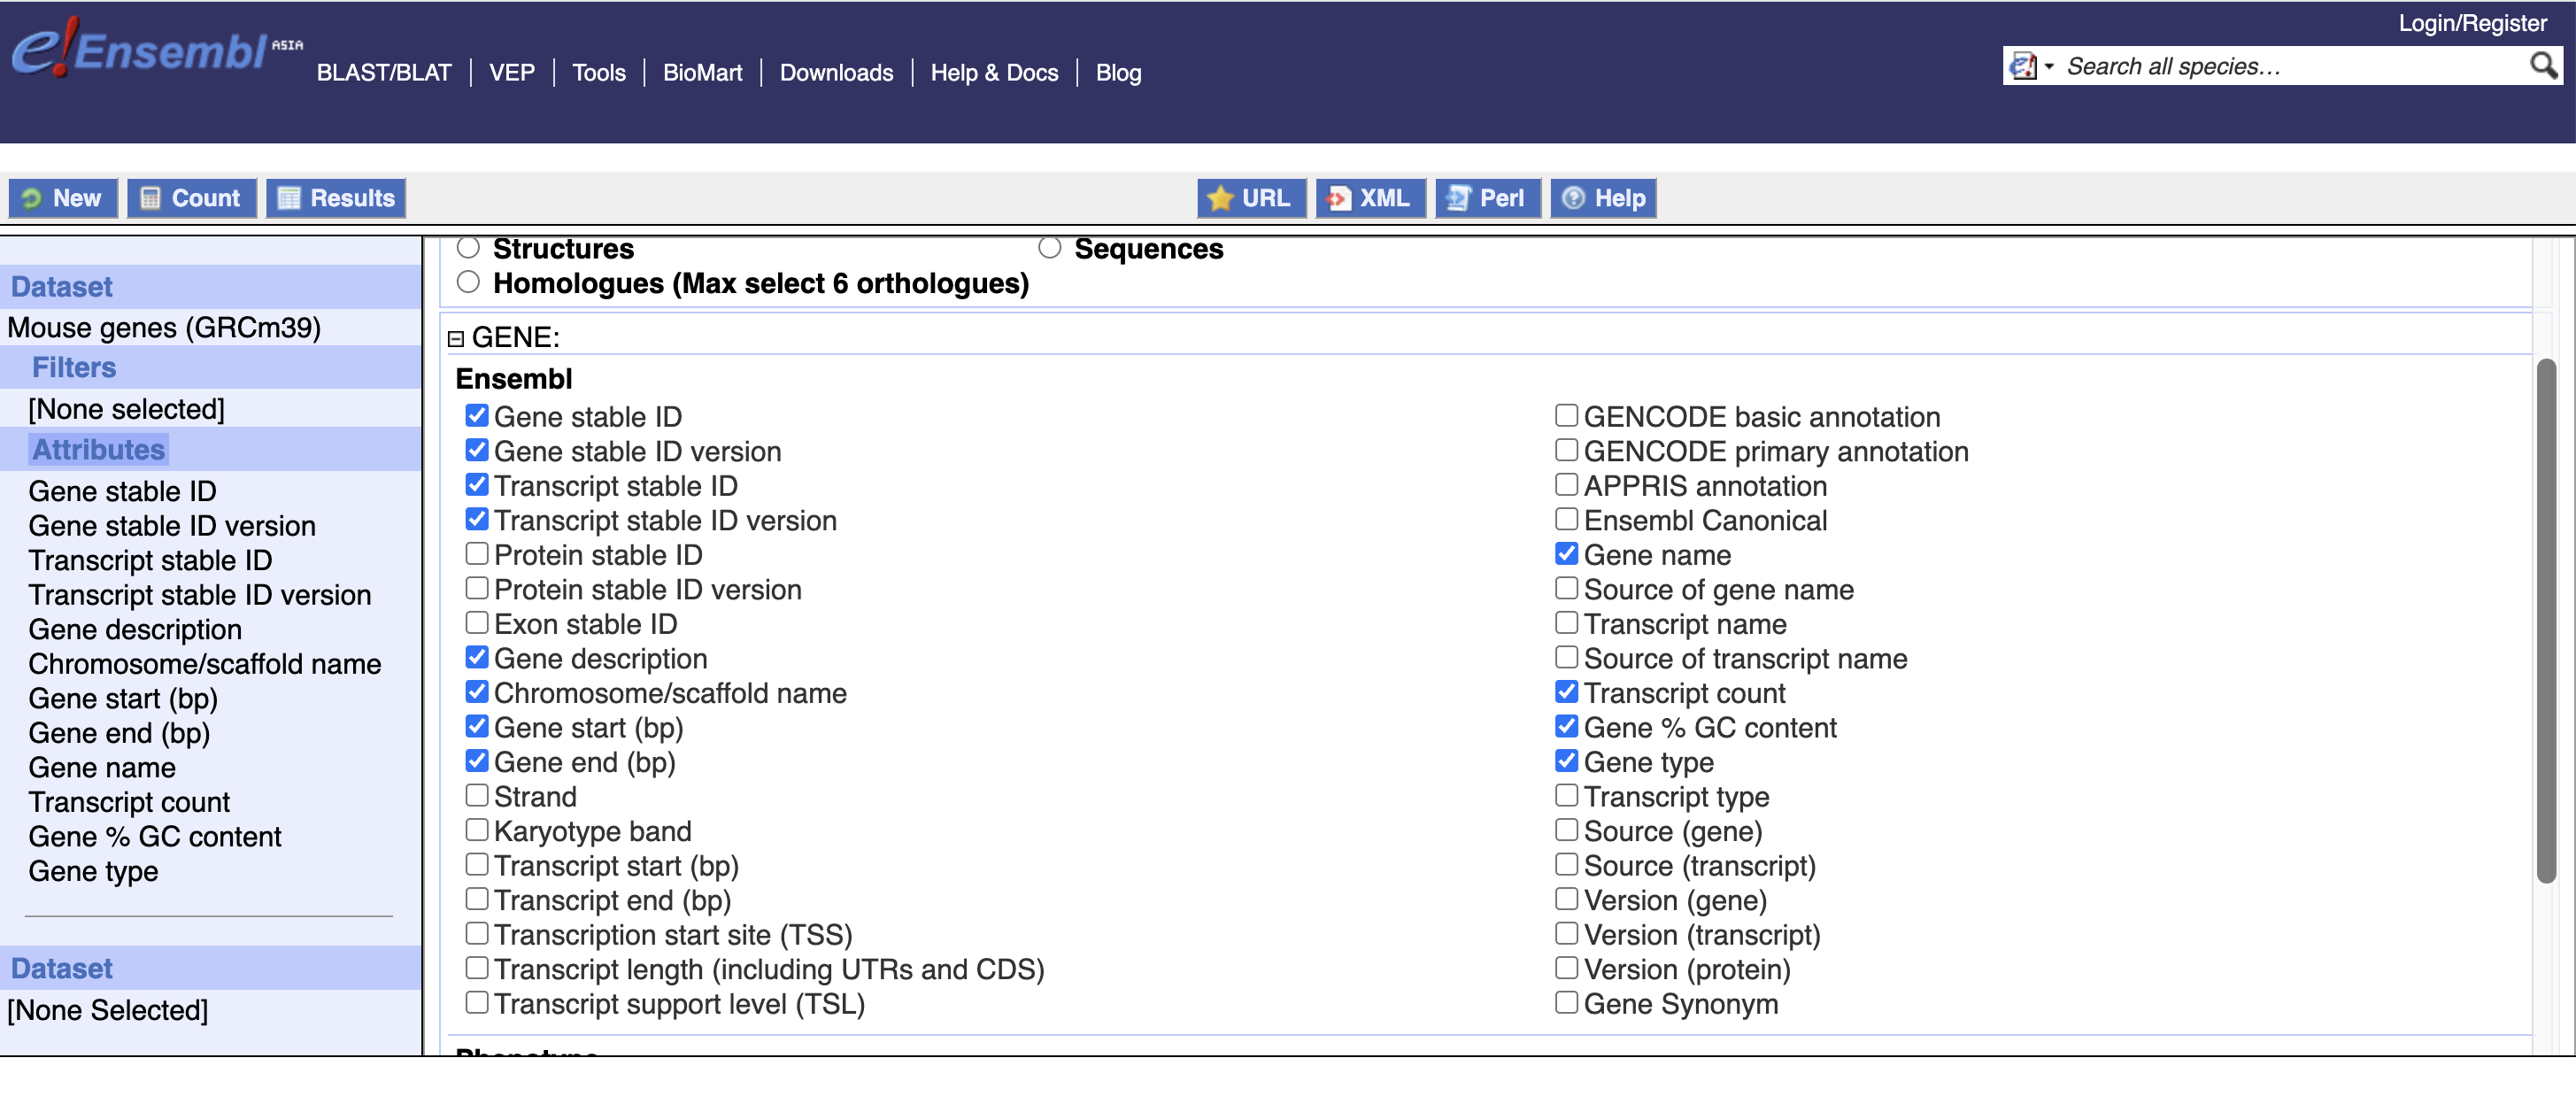 Login/Register
e!Ensembl ASIA
BLAST/BLAT | VEP | Tools | BioMart | Downloads | Help & Docs | Blog
e! Search all species...
New Count Results URL XML Perl Help
Dataset
Mouse genes (GRCm39)
Filters
[None selected]
Attributes
Gene stable ID
Gene stable ID version
Transcript stable ID
Transcript stable ID version
Gene description
Chromosome/scaffold name
Gene start (bp)
Gene end (bp)
Gene name
Transcript count
Gene % GC content
Gene type
Dataset
[None Selected]
Structures Sequences
Homologues (Max select 6 orthologues)
GENE:
Ensembl
Gene stable ID
Gene stable ID version
Transcript stable ID
Transcript stable ID version
Protein stable ID
Protein stable ID version
Exon stable ID
Gene description
Chromosome/scaffold name
Gene start (bp)
Gene end (bp)
Strand
Karyotype band
Transcript start (bp)
Transcript end (bp)
Transcription start site (TSS)
Transcript length (including UTRs and CDS)
Transcript support level (TSL)
GENCODE basic annotation
GENCODE primary annotation
APPRIS annotation
Ensembl Canonical
Gene name
Source of gene name
Transcript name
Source of transcript name
Transcript count
Gene % GC content
Gene type
Transcript type
Source (gene)
Source (transcript)
Version (gene)
Version (transcript)
Version (protein)
Gene Synonym
Phenotype